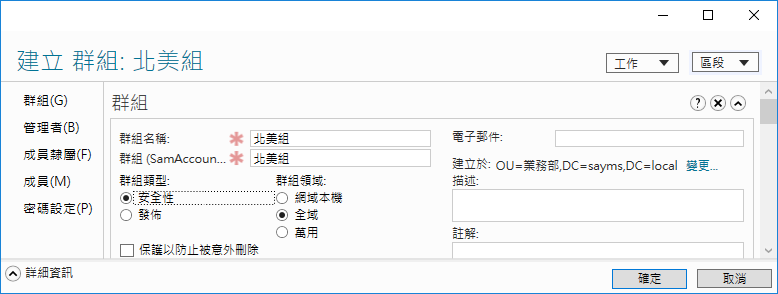 建立 群組: 北美組
工作
區段
群組(G)
管理者(B)
成員隸屬(F)
成員(M)
密碼設定(P)
群組
群組名稱:
北美組
群組 (SamAccoun...
北美組
群組類型:
安全性
發佈
群組領域:
網域本機
全域
萬用
保護以防止被意外刪除
電子郵件:
建立於: OU=業務部,DC=sayms,DC=local 變更...
描述:
註解:
詳細資訊
確定
取消